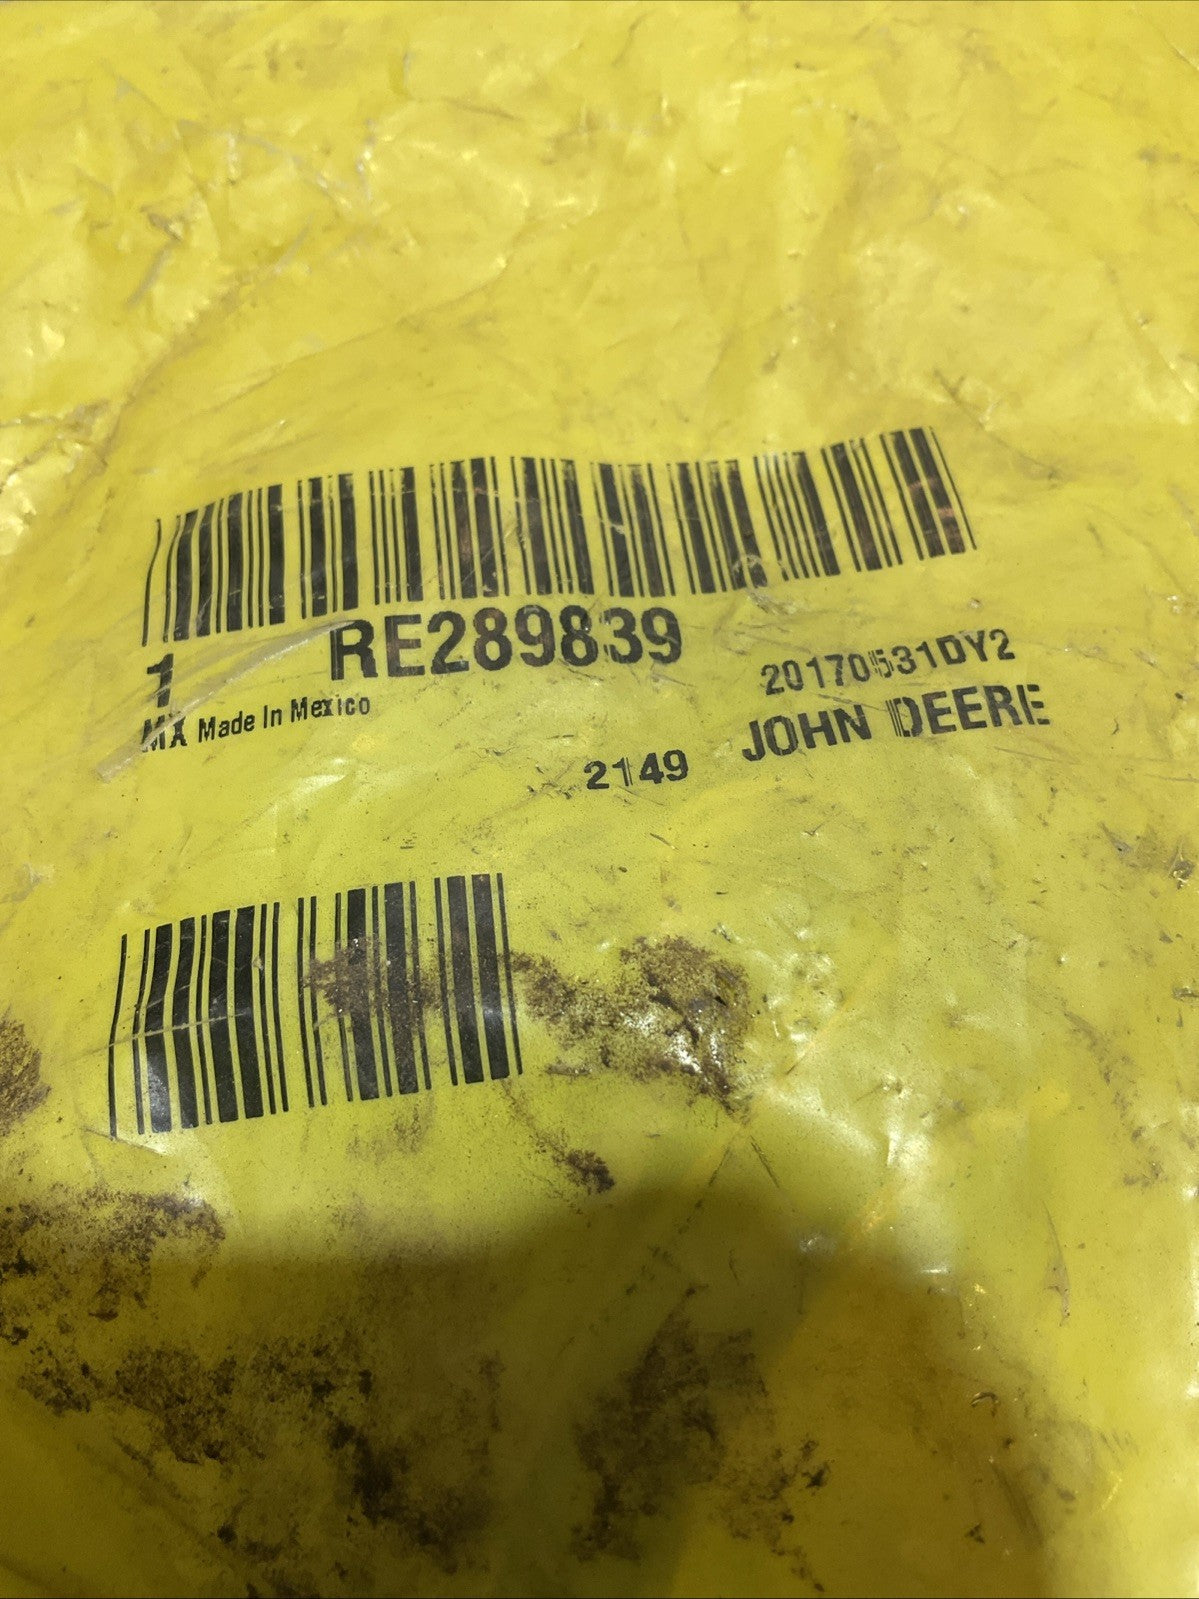 1 RE289839 20170531DY2
MX Made In Mexico 2149 JOHN DEERE